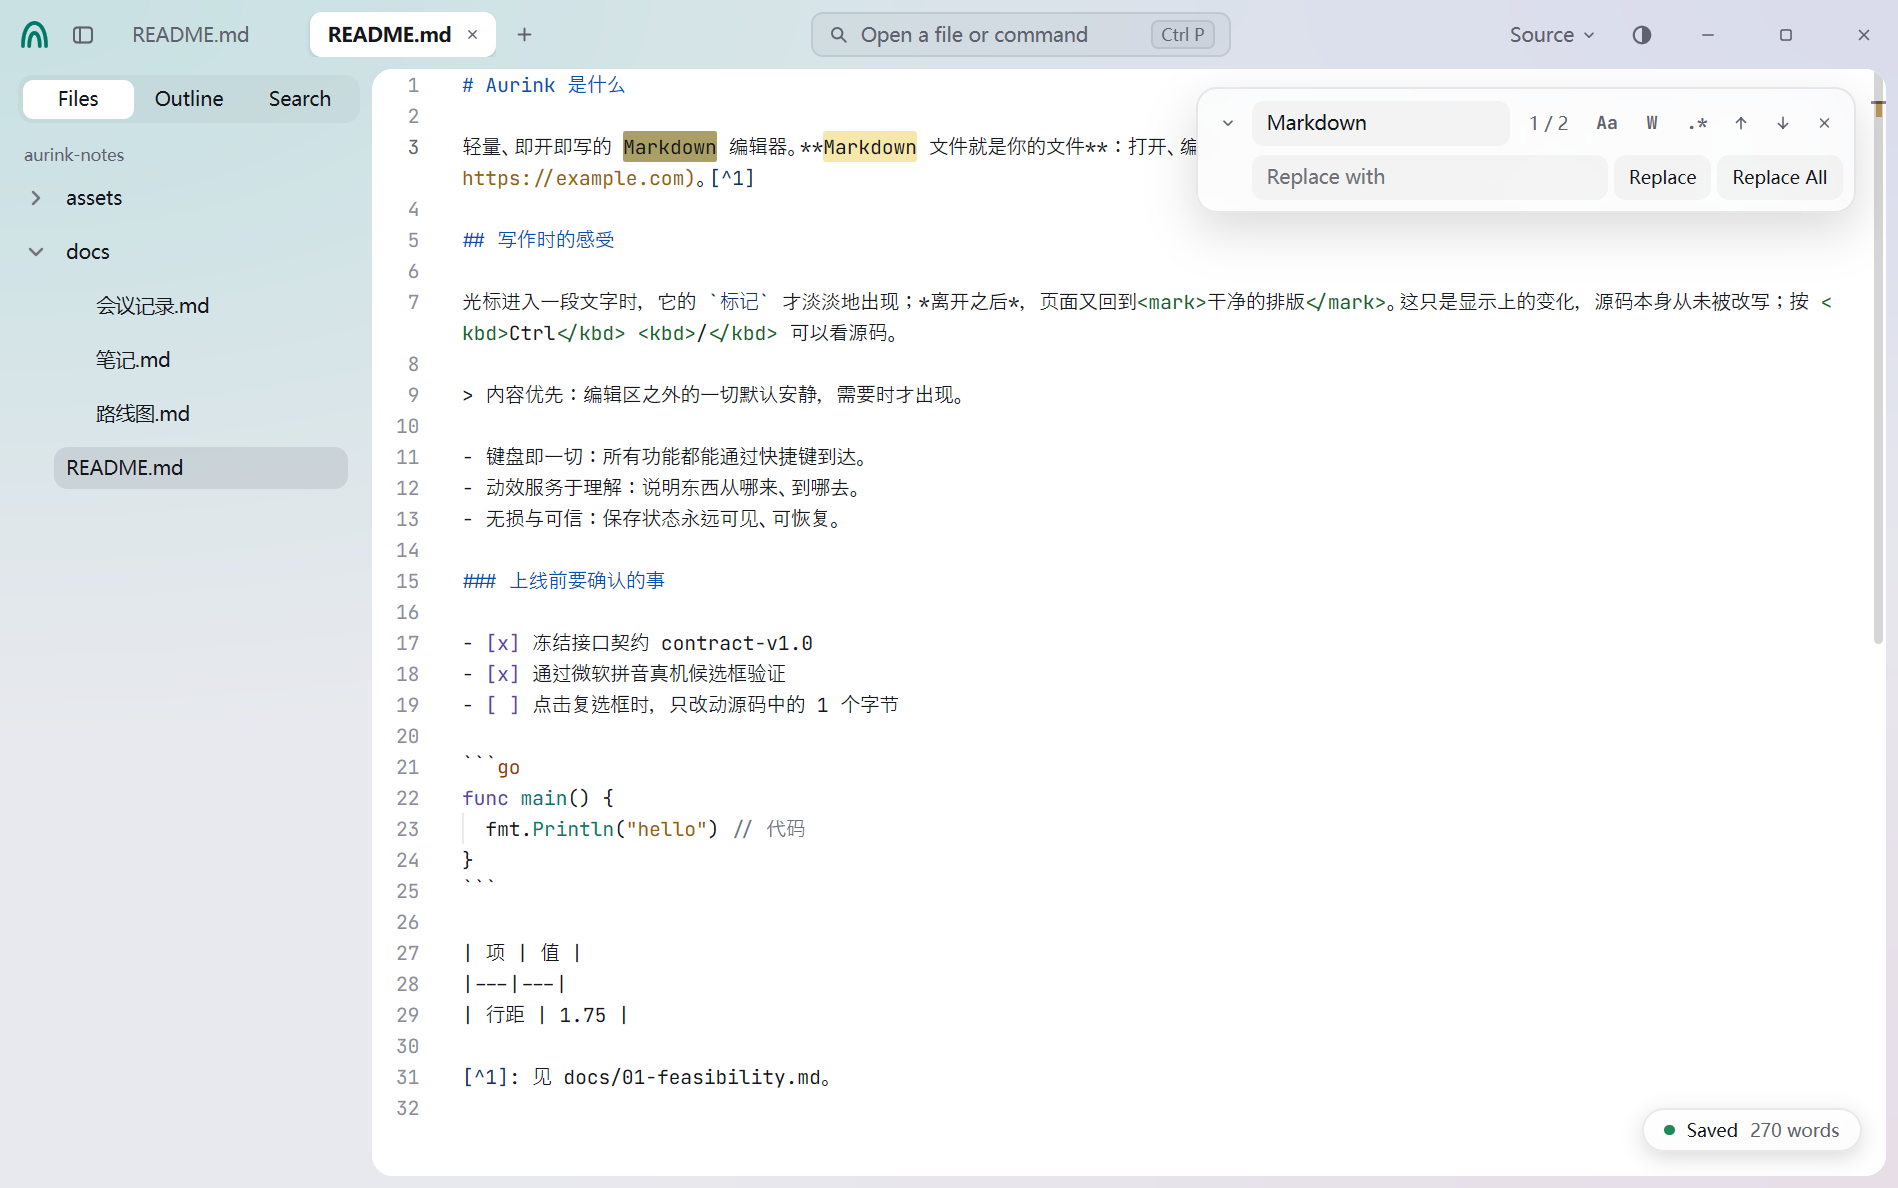 README.md
README.md
Open a file or command
Ctrl P
Source
Files
Outline
Search
aurink-notes
assets
docs
会议记录.md
笔记.md
路线图.md
README.md
Markdown
1 / 2
Aa
W
.*
Replace with
Replace
Replace All
1 # Aurink 是什么
2
3 轻量、即开即写的 Markdown 编辑器。**Markdown 文件就是你的文件**：打开、编
https://example.com)。[^1]
4
5 ## 写作时的感受
6
7 光标进入一段文字时，它的 `标记` 才淡淡地出现；*离开之后*，页面又回到<mark>干净的排版</mark>。这只是显示上的变化，源码本身从未被改写；按 <
kbd>Ctrl</kbd> <kbd>/</kbd> 可以看源码。
8
9 > 内容优先：编辑区之外的一切默认安静，需要时才出现。
10
11 - 键盘即一切：所有功能都能通过快捷键到达。
12 - 动效服务于理解：说明东西从哪来、到哪去。
13 - 无损与可信：保存状态永远可见、可恢复。
14
15 ### 上线前要确认的事
16
17 - [x] 冻结接口契约 contract-v1.0
18 - [x] 通过微软拼音真机候选框验证
19 - [ ] 点击复选框时，只改动源码中的 1 个字节
20
21 ```go
22 func main() {
23   fmt.Println("hello") // 代码
24 }
25 ```
26
27 | 项 | 值 |
28 |---|---|
29 | 行距 | 1.75 |
30
31 [^1]: 见 docs/01-feasibility.md。
32
Saved 270 words